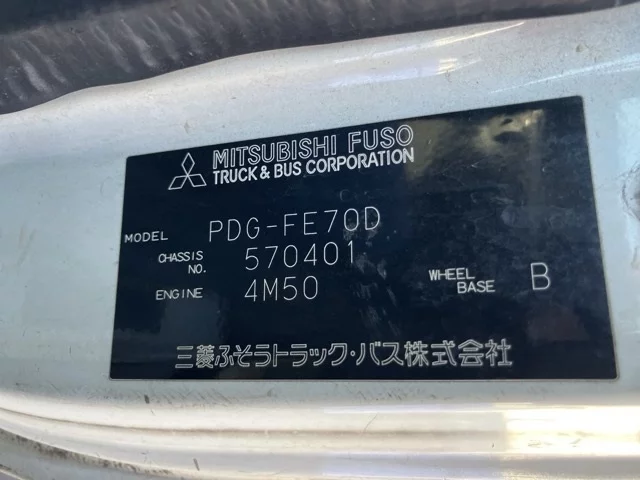 MITSUBISHI FUSO
TRUCK & BUS CORPORATION
MODEL PDG-FE70D
CHASSIS NO. 570401
ENGINE 4M50 WHEEL BASE B
三菱ふそうトラック・バス株式会社